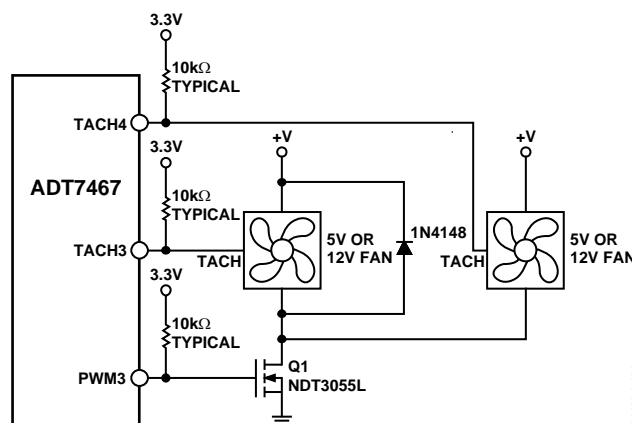 3.3V
10kΩ
TYPICAL
TACH4
3.3V
+V
+V
ADT7467
10kΩ
TYPICAL
1N4148
5V OR
12V FAN
5V OR
12V FAN
TACH3
TACH
TACH
3.3V
10kΩ
TYPICAL
Q1
NDT3055L
PWM3